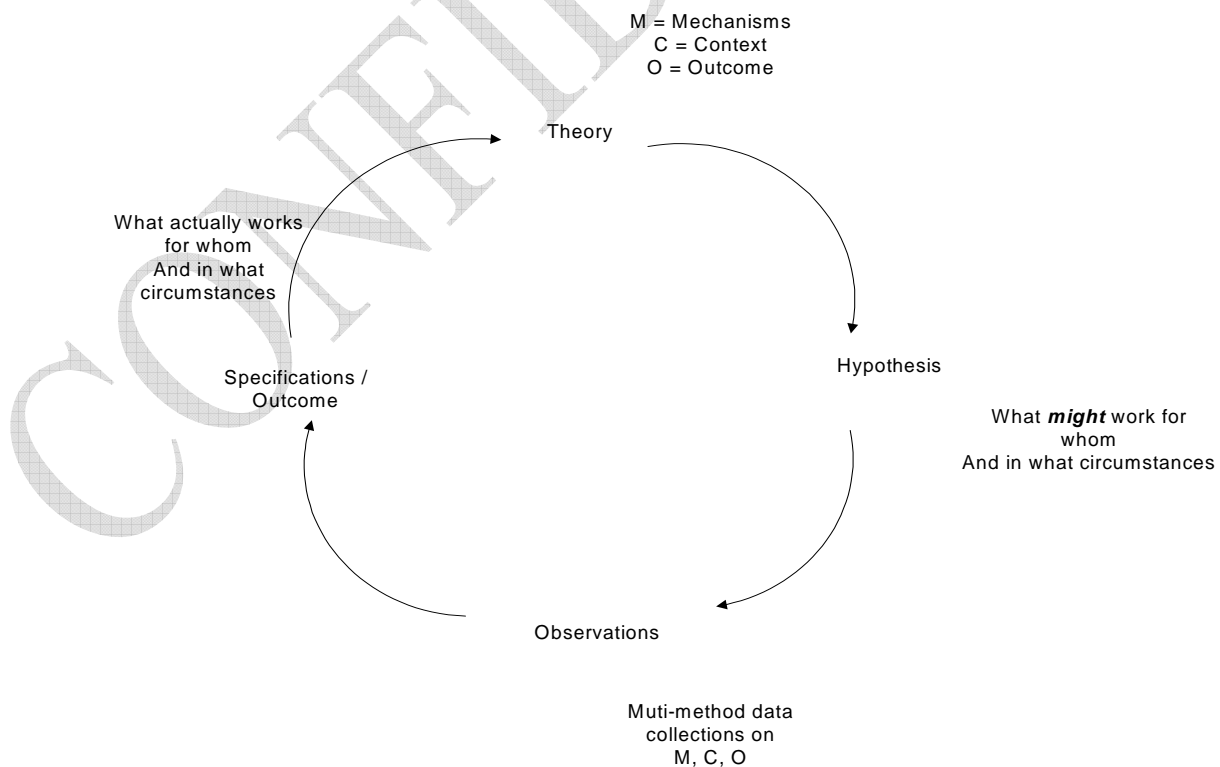 M = Mechanisms
C = Context
O = Outcome
Theory
What actually works
for whom
And in what
circumstances
Hypothesis
Specifications /
Outcome
What might work for
whom
And in what circumstances
Observations
Muti-method data
collections on
M, C, O
CONFI